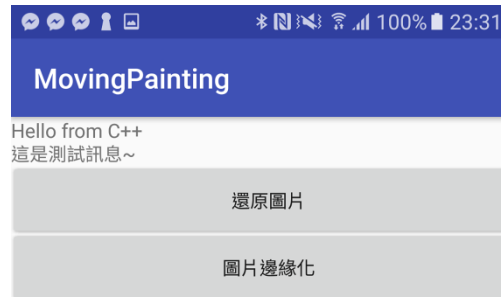 100% 23:31
MovingPainting
Hello from C++
這是測試訊息~
還原圖片
圖片邊緣化